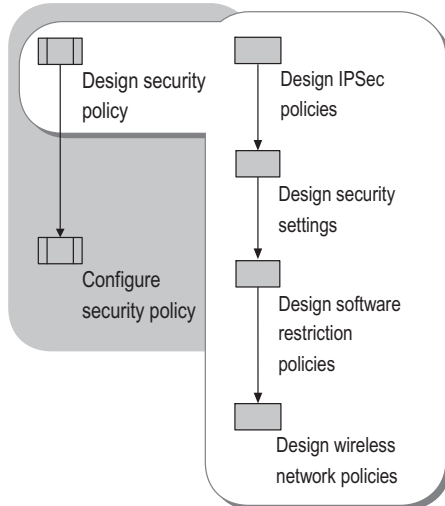 Design security
policy
Configure
security policy
Design IPSec
policies
Design security
settings
Design software
restriction
policies
Design wireless
network policies